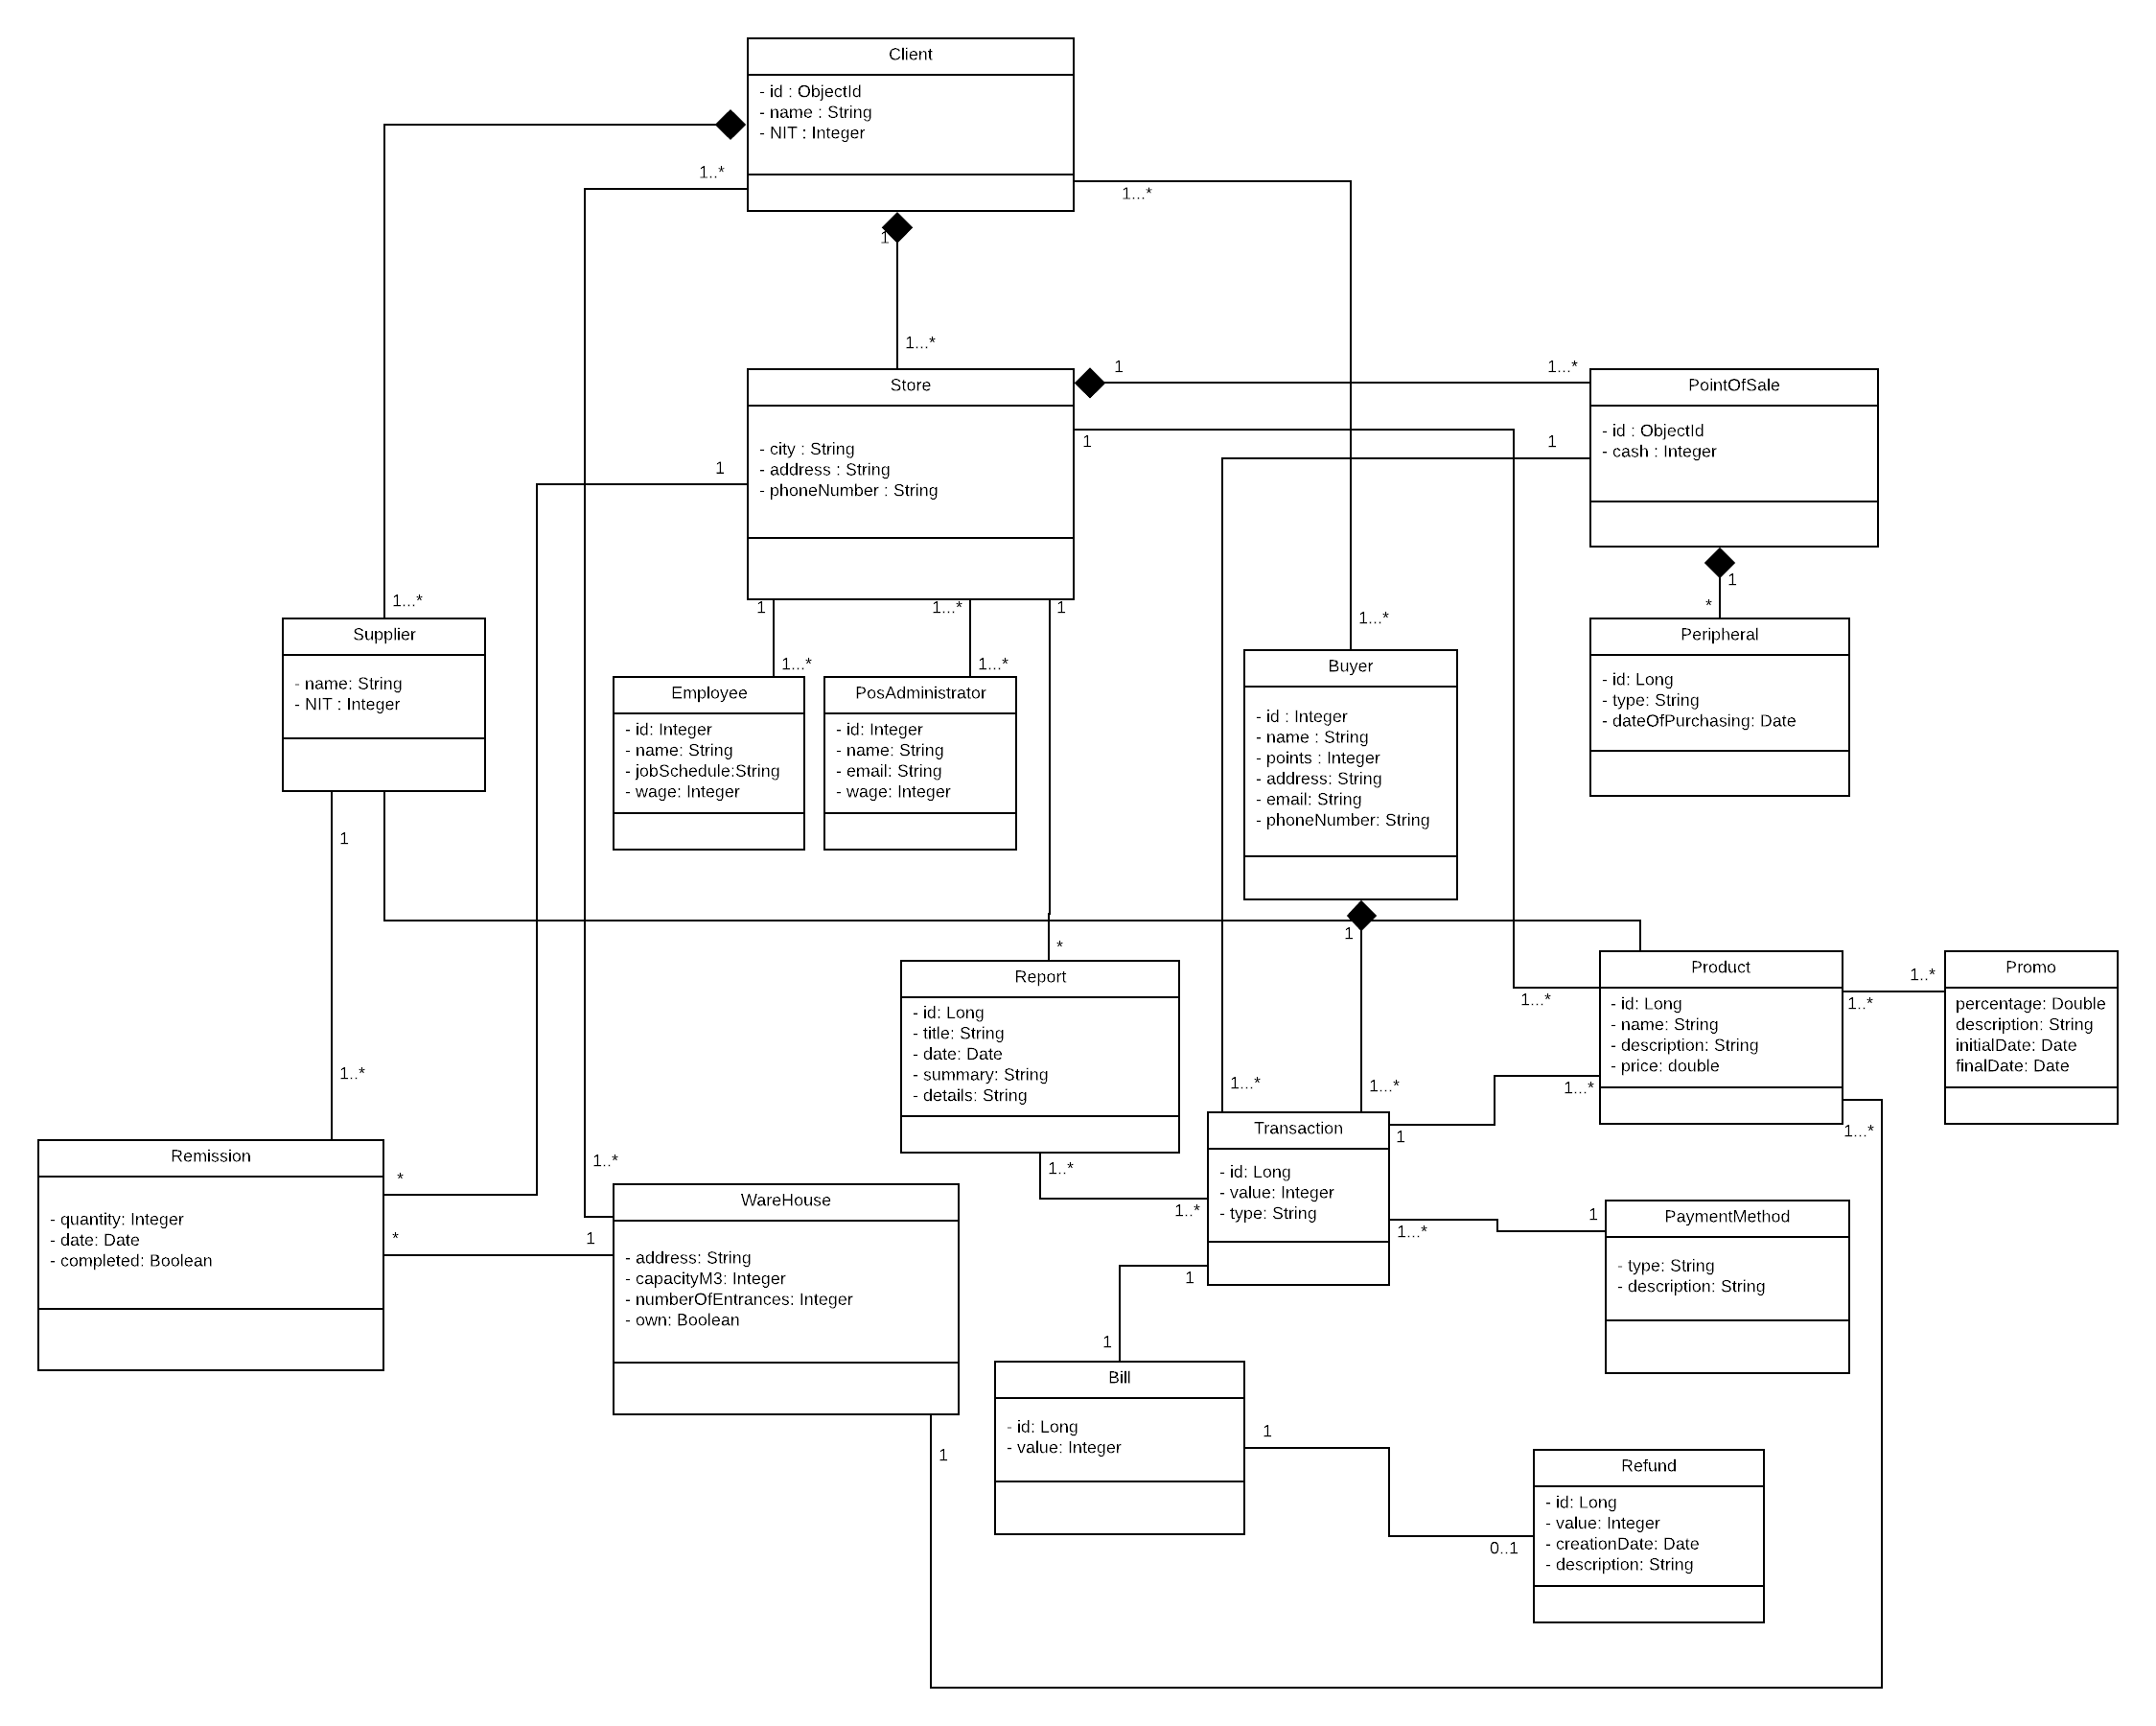 Client
- id : ObjectId
- name : String
- NIT : Integer
1..*
1...*
1
1...*
Store
- city : String
- address : String
- phoneNumber : String
1
1...*
1
1
1
PointOfSale
- id : ObjectId
- cash : Integer
1
*
1...*
Supplier
- name: String
- NIT : Integer
1
1...*
1
1...*
1...*
Employee
- id: Integer
- name: String
- jobSchedule:String
- wage: Integer
PosAdministrator
- id: Integer
- name: String
- email: String
- wage: Integer
1...*
Buyer
- id : Integer
- name : String
- points : Integer
- address: String
- email: String
- phoneNumber: String
Peripheral
- id: Long
- type: String
- dateOfPurchasing: Date
1
1
*
Report
- id: Long
- title: String
- date: Date
- summary: String
- details: String
1...*
Product
- id: Long
- name: String
- description: String
- price: double
1..*
1..*
Promo
percentage: Double
description: String
initialDate: Date
finalDate: Date
1..*
1...*
1...*
1...*
1...*
Remission
- quantity: Integer
- date: Date
- completed: Boolean
*
*
1..*
1
WareHouse
- address: String
- capacityM3: Integer
- numberOfEntrances: Integer
- own: Boolean
1..*
1..*
Transaction
- id: Long
- value: Integer
- type: String
1
1...*
1
PaymentMethod
- type: String
- description: String
1
1
Bill
- id: Long
- value: Integer
1
1
0..1
Refund
- id: Long
- value: Integer
- creationDate: Date
- description: String